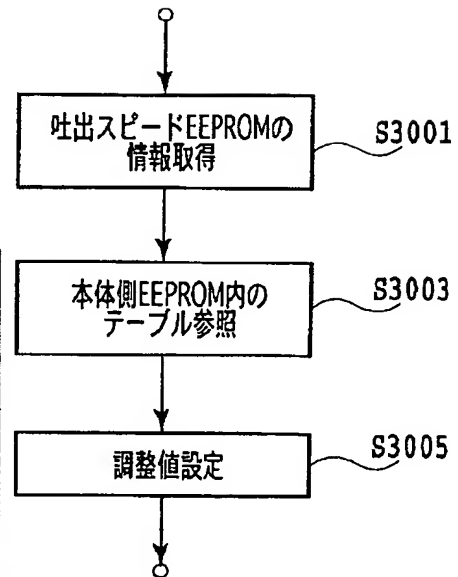 吐出スピードEEPROMの
情報取得
S3001
本体側EEPROM内の
テーブル参照
S3003
調整値設定
S3005